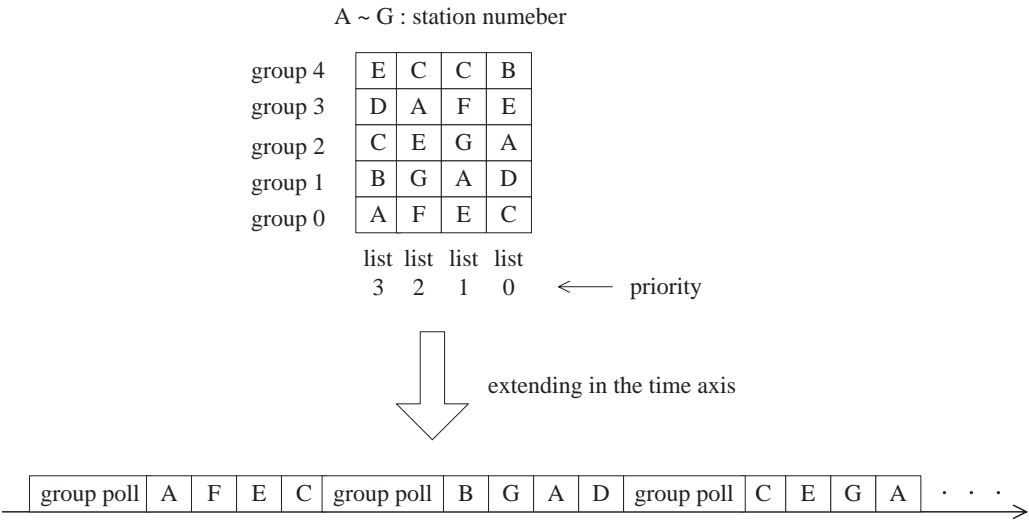 A ~ G : station numeber
group 4 E C C B
group 3 D A F E
group 2 C E G A
group 1 B G A D
group 0 A F E C
list list list list
3 2 1 0 priority
extending in the time axis
group poll A F E C group poll B G A D group poll C E G A . . .